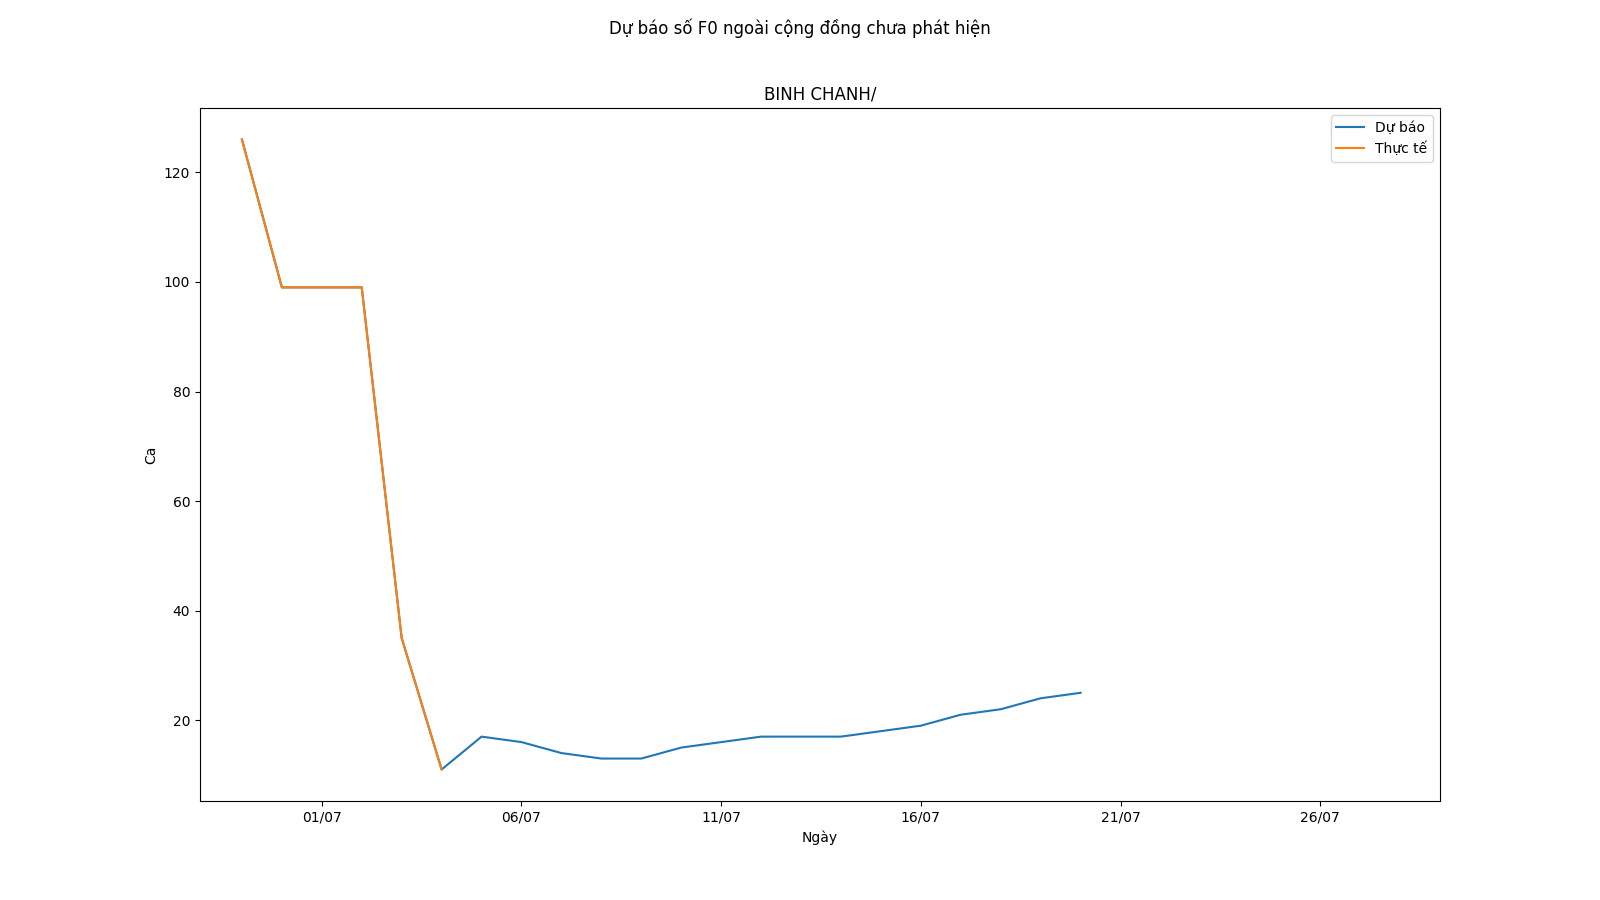 Dự báo số F0 ngoài cộng đồng chưa phát hiện
BINH CHANH/
Dự báo
Thực tế
120
100
80
60
40
20
Ca
01/07 06/07 11/07 16/07 21/07 26/07
Ngày